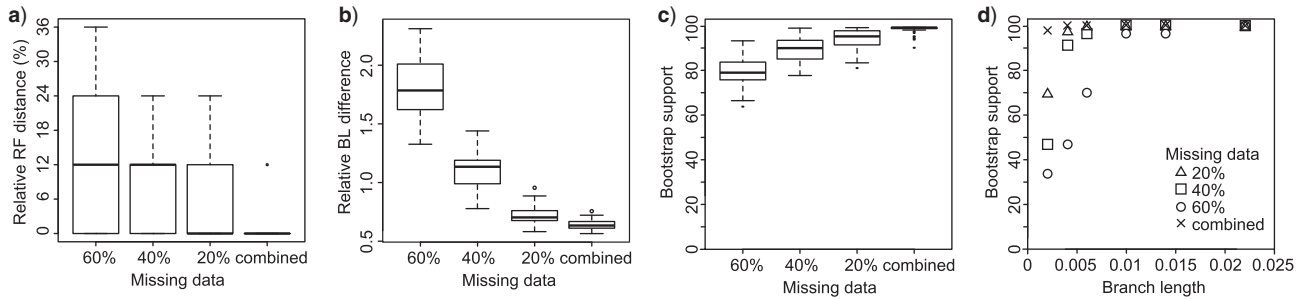 a)
Relative RF distance (%)
36
30
24
18
12
6
0
60% 40% 20% combined
Missing data
b)
Relative BL difference
2.0
1.5
1.0
0.5
60% 40% 20% combined
Missing data
c)
Bootstrap support
100
80
60
40
20
0
60% 40% 20% combined
Missing data
d)
Bootstrap support
100
80
60
40
20
0
Missing data
20%
40%
60%
combined
0 0.005 0.01 0.015 0.02 0.025
Branch length